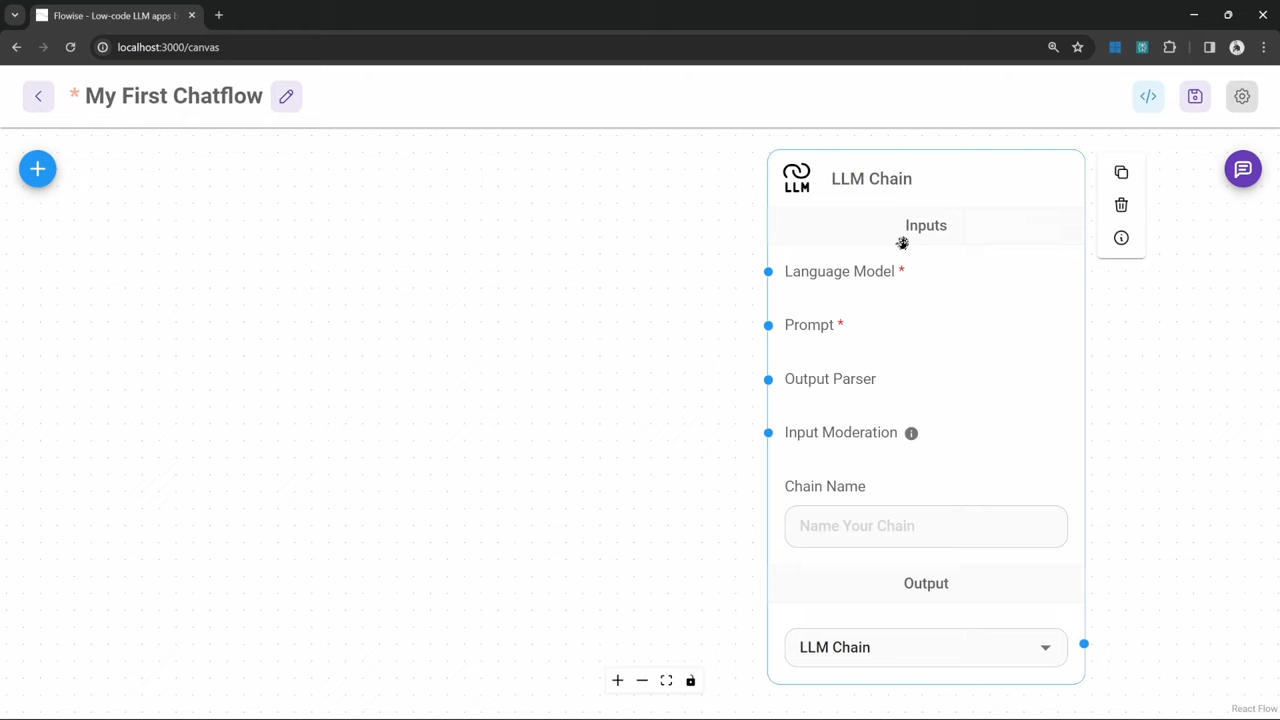 Flowise - Low-code LLM apps b
localhost:3000/canvas
* My First Chatflow
LLM
LLM Chain
Inputs
Language Model *
Prompt *
Output Parser
Input Moderation
Chain Name
Name Your Chain
Output
LLM Chain
React Flow